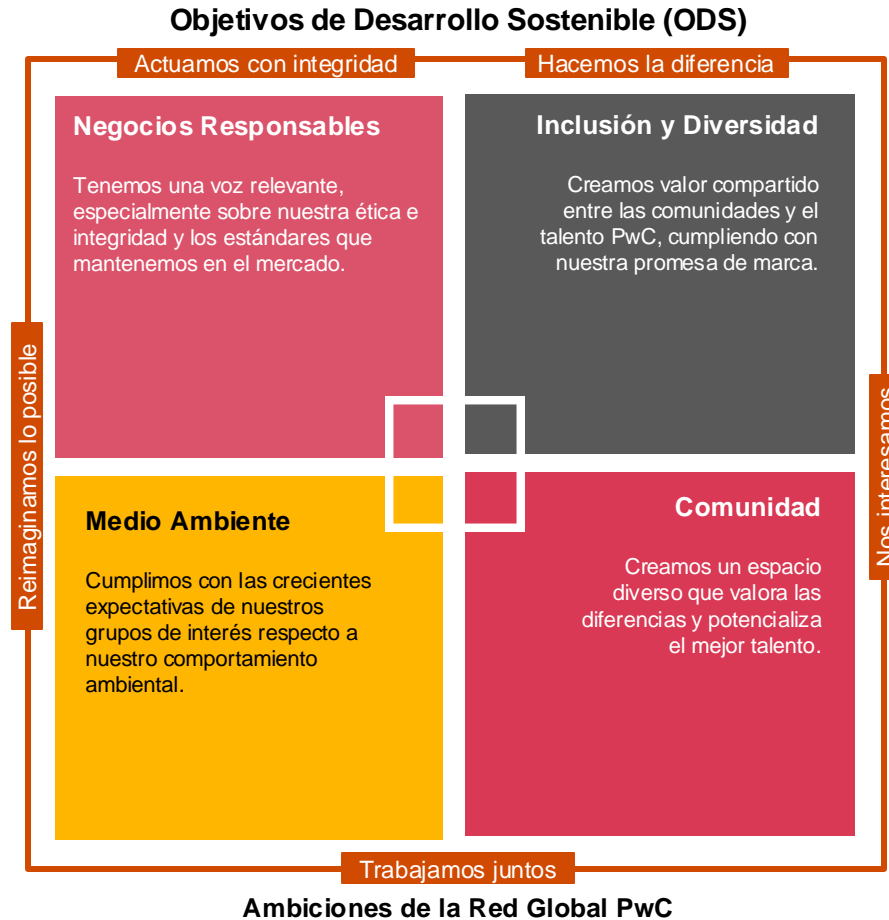 Objetivos de Desarrollo Sostenible (ODS)
Actuamos con integridad
Hacemos la diferencia
Negocios Responsables
Tenemos una voz relevante,
especialmente sobre nuestra ética e
integridad y los estándares que
mantenemos en el mercado.
Inclusión y Diversidad
Creamos valor compartido
entre las comunidades y el
talento PwC, cumpliendo con
nuestra promesa de marca.
Reimaginamos lo posible
Nos interesamos
Medio Ambiente
Cumplimos con las crecientes
expectativas de nuestros
grupos de interés respecto a
nuestro comportamiento
ambiental.
Comunidad
Creamos un espacio
diverso que valora las
diferencias y potencializa
el mejor talento.
Trabajamos juntos
Ambiciones de la Red Global PwC